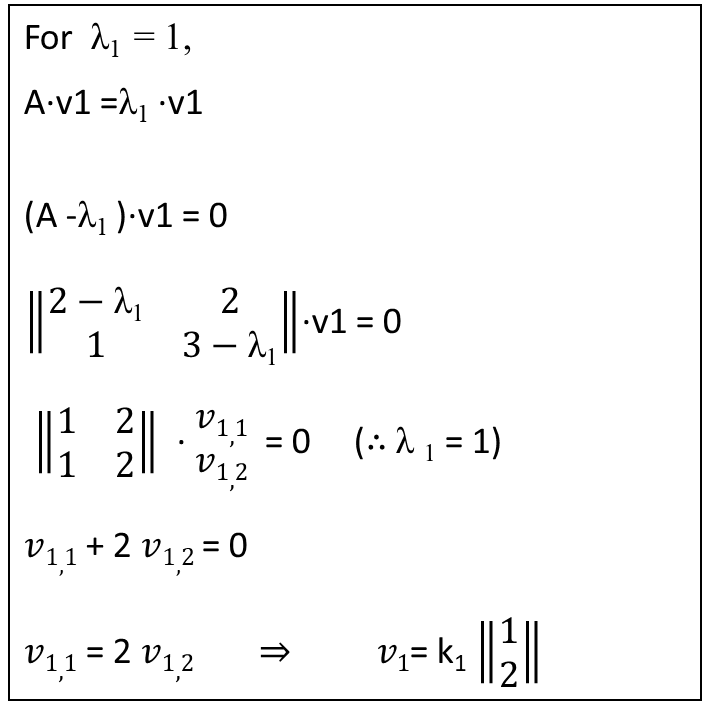 For λ₁ = 1,
A·v1 =λ₁ ·v1
(A -λ₁ )·v1 = 0
‖2 − λ₁ 2
1 3 − λ₁‖·v1 = 0
‖1 2
1 2‖ · v₁,₁
v₁,₂ = 0 (∴ λ ₁ = 1)
v₁,₁ + 2 v₁,₂ = 0
v₁,₁ = 2 v₁,₂ ⇒ v₁= k₁ ‖1
2‖